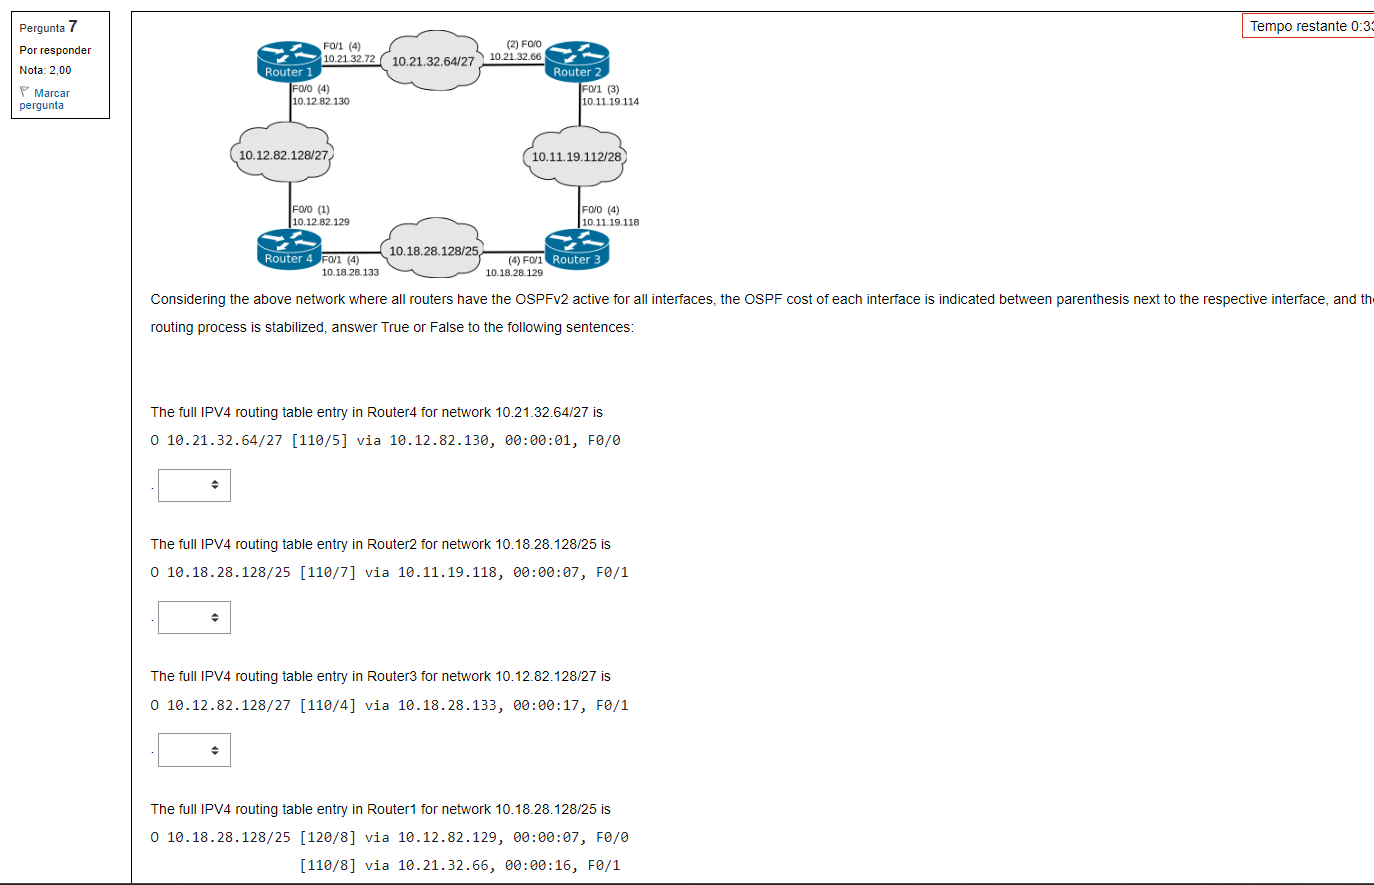 Pergunta 7
Por responder
Nota: 2,00
Marcar
pergunta
Tempo restante 0:33
F0/1 (4)
10.21.32.72
10.21.32.64/27
(2) F0/0
10.21.32.66
Router 1
Router 2
F0/0 (4)
10.12.82.130
F0/1 (3)
10.11.19.114
10.12.82.128/27
10.11.19.112/28
F0/0 (1)
10.12.82.129
F0/0 (4)
10.11.19.118
Router 4
F0/1 (4)
10.18.28.133
10.18.28.128/25
(4) F0/1
10.18.28.129
Router 3
Considering the above network where all routers have the OSPFv2 active for all interfaces, the OSPF cost of each interface is indicated between parenthesis next to the respective interface, and th
routing process is stabilized, answer True or False to the following sentences:
The full IPV4 routing table entry in Router4 for network 10.21.32.64/27 is
O 10.21.32.64/27 [110/5] via 10.12.82.130, 00:00:01, F0/0
.
The full IPV4 routing table entry in Router2 for network 10.18.28.128/25 is
O 10.18.28.128/25 [110/7] via 10.11.19.118, 00:00:07, F0/1
.
The full IPV4 routing table entry in Router3 for network 10.12.82.128/27 is
O 10.12.82.128/27 [110/4] via 10.18.28.133, 00:00:17, F0/1
.
The full IPV4 routing table entry in Router1 for network 10.18.28.128/25 is
O 10.18.28.128/25 [120/8] via 10.12.82.129, 00:00:07, F0/0
[110/8] via 10.21.32.66, 00:00:16, F0/1